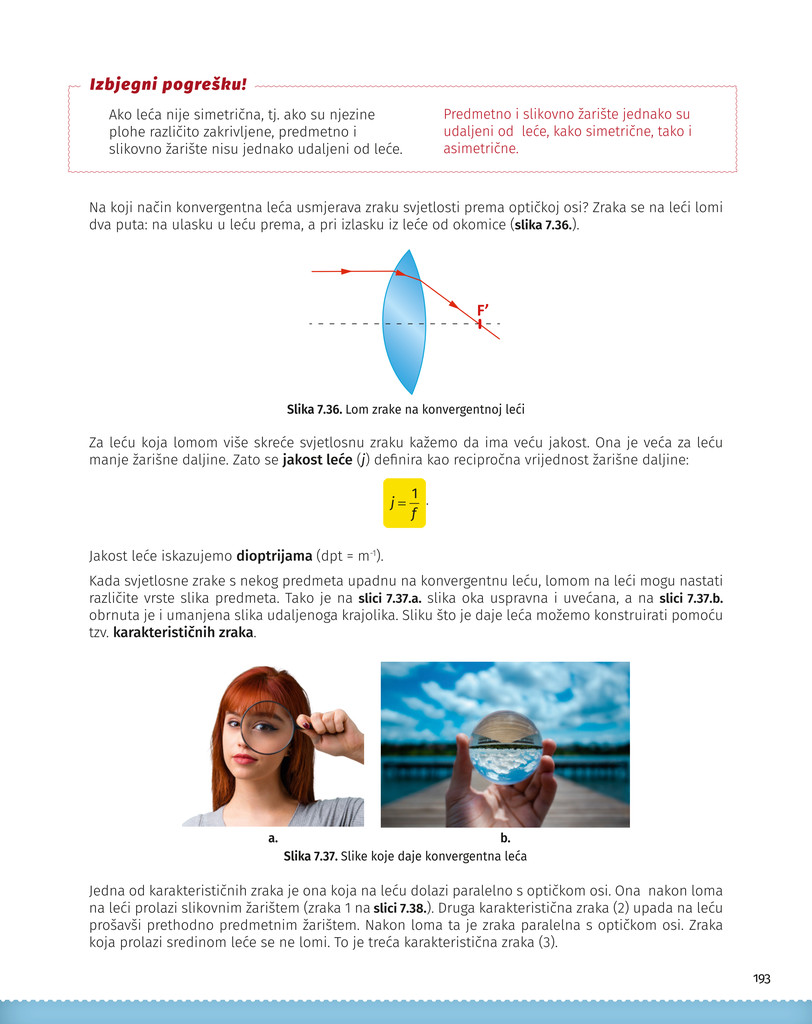 Izbjegni pogrešku!
Ako leća nije simetrična, tj. ako su njezine
plohe različito zakrivljene, predmetno i
slikovno žarište nisu jednako udaljeni od leće.
Predmetno i slikovno žarište jednako su
udaljeni od leće, kako simetrične, tako i
asimetrične.
Na koji način konvergentna leća usmjerava zraku svjetlosti prema optičkoj osi? Zraka se na leći lomi
dva puta: na ulasku u leću prema, a pri izlasku iz leće od okomice (slika 7.36.).
F’
Slika 7.36. Lom zrake na konvergentnoj leći
Za leću koja lomom više skreće svjetlosnu zraku kažemo da ima veću jakost. Ona je veća za leću
manje žarišne daljine. Zato se jakost leće (j) definira kao recipročna vrijednost žarišne daljine:
j = 1/f .
Jakost leće iskazujemo dioptrijama (dpt = m⁻¹).
Kada svjetlosne zrake s nekog predmeta upadnu na konvergentnu leću, lomom na leći mogu nastati
različite vrste slika predmeta. Tako je na slici 7.37.a. slika oka uspravna i uvećana, a na slici 7.37.b.
obrnuta je i umanjena slika udaljenoga krajolika. Sliku što je daje leća možemo konstruirati pomoću
tzv. karakterističnih zraka.
a.
b.
Slika 7.37. Slike koje daje konvergentna leća
Jedna od karakterističnih zraka je ona koja na leću dolazi paralelno s optičkom osi. Ona nakon loma
na leći prolazi slikovnim žarištem (zraka 1 na slici 7.38.). Druga karakteristična zraka (2) upada na leću
prošavši prethodno predmetnim žarištem. Nakon loma ta je zraka paralelna s optičkom osi. Zraka
koja prolazi sredinom leće se ne lomi. To je treća karakteristična zraka (3).
193